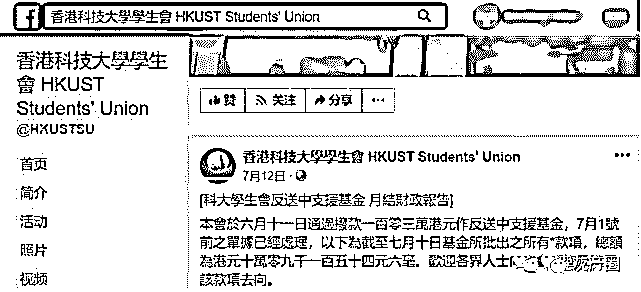 香港科技大學學生會 HKUST Students' Union
香港科技大學學生
會 HKUST
Students' Union
@HKUSTSU
首页
简介
活动
照片
视频
赞 关注 分享 ...
香港科技大學學生會 HKUST Students' Union ...
7月12日 ·
[科大學生會反送中支援基金 月結財政報告]
本會於六月十一日通過撥款一百零三萬港元作反送中支援基金，7月1號
前之單據已經處理，以下為截至七月十日基金所批出之所有*款項，總額
為港元十萬零九千一百五十四元六毫。歡迎各界人士向
該款項去向。